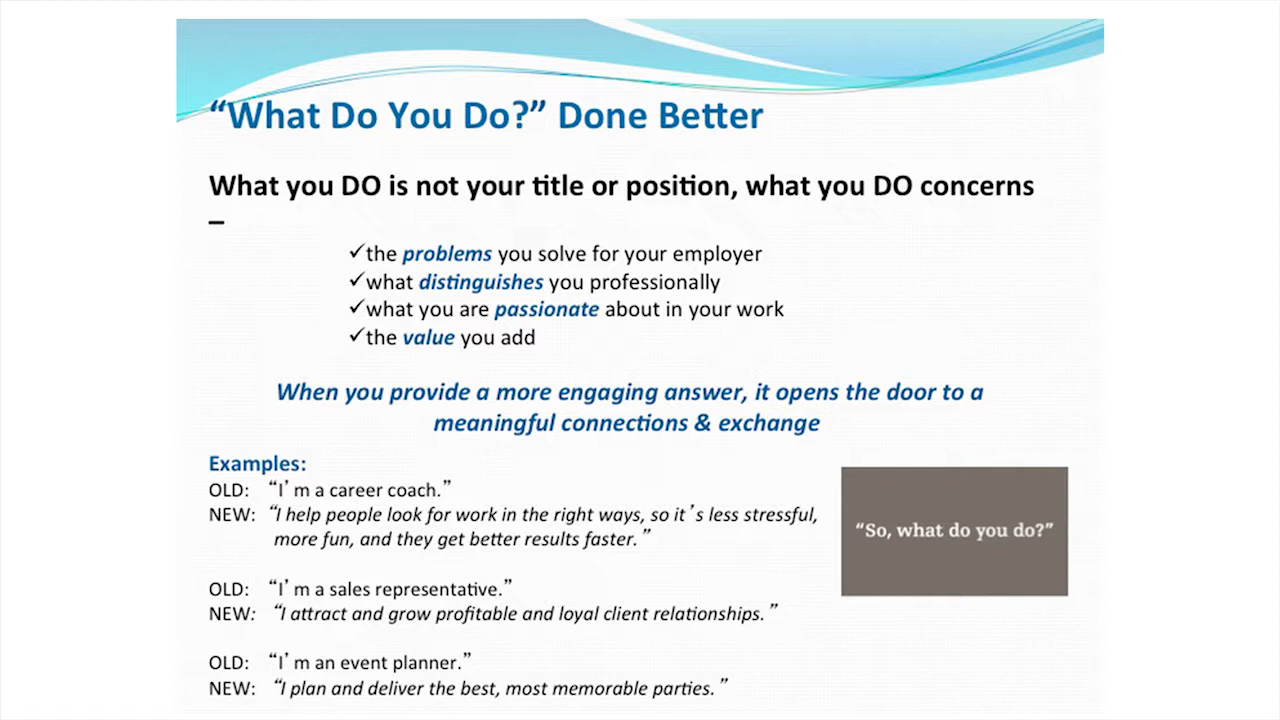 “What Do You Do?” Done Better
What you DO is not your title or position, what you DO concerns
–
✓the problems you solve for your employer
✓what distinguishes you professionally
✓what you are passionate about in your work
✓the value you add
When you provide a more engaging answer, it opens the door to a
meaningful connections & exchange
Examples:
OLD: “I’m a career coach.”
NEW: “I help people look for work in the right ways, so it’s less stressful,
more fun, and they get better results faster.”
“So, what do you do?”
OLD: “I’m a sales representative.”
NEW: “I attract and grow profitable and loyal client relationships.”
OLD: “I’m an event planner.”
NEW: “I plan and deliver the best, most memorable parties.”